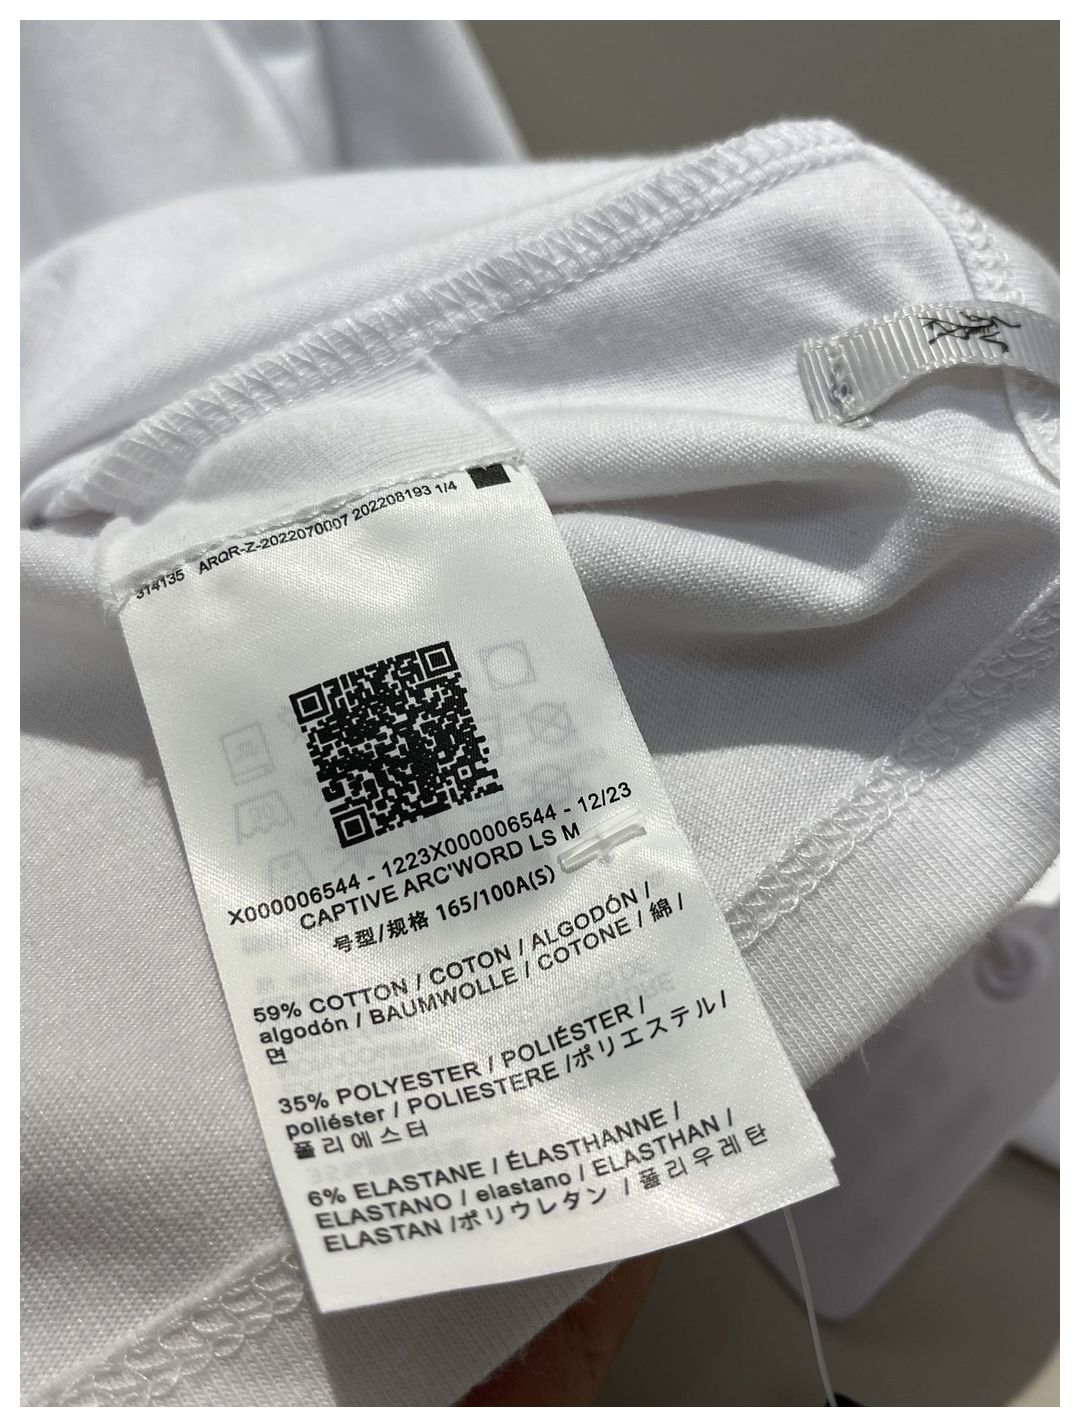 314135 ARQR-Z-2022070007 202208193 1/4
X000006544 - 1223X000006544 - 12/23
CAPTIVE ARC'WORD LS M
号型/规格 165/100A(S)
59% COTTON / COTON / ALGODÓN /
algodón / BAUMWOLLE / COTONE / 綿 /
면
35% POLYESTER / POLIÉSTER /
poliéster / POLIESTERE /ポリエステル/
폴리에스터
6% ELASTANE / ÉLASTHANNE /
ELASTANO / elastano / ELASTHAN /
ELASTAN /ポリウレタン / 폴리우레탄